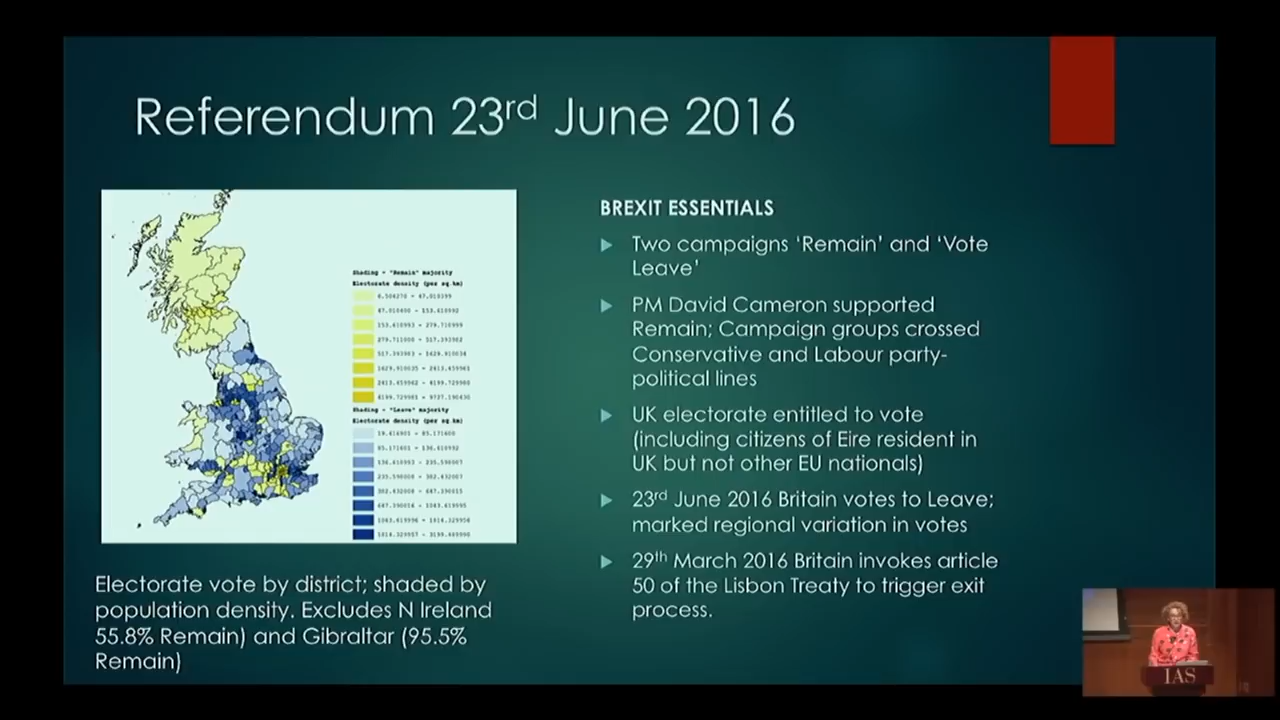 Referendum 23rd June 2016
BREXIT ESSENTIALS
Two campaigns ‘Remain’ and ‘Vote
Leave’
PM David Cameron supported
Remain; Campaign groups crossed
Conservative and Labour party-
political lines
UK electorate entitled to vote
(including citizens of Eire resident in
UK but not other EU nationals)
23rd June 2016 Britain votes to Leave;
marked regional variation in votes
29th March 2016 Britain invokes article
50 of the Lisbon Treaty to trigger exit
process.
Shading - "Remain" majority
Electorate density (per sq.km)
Shading - "Leave" majority
Electorate density (per sq.km)
Electorate vote by district; shaded by
population density. Excludes N Ireland
55.8% Remain) and Gibraltar (95.5%
Remain)
IAS